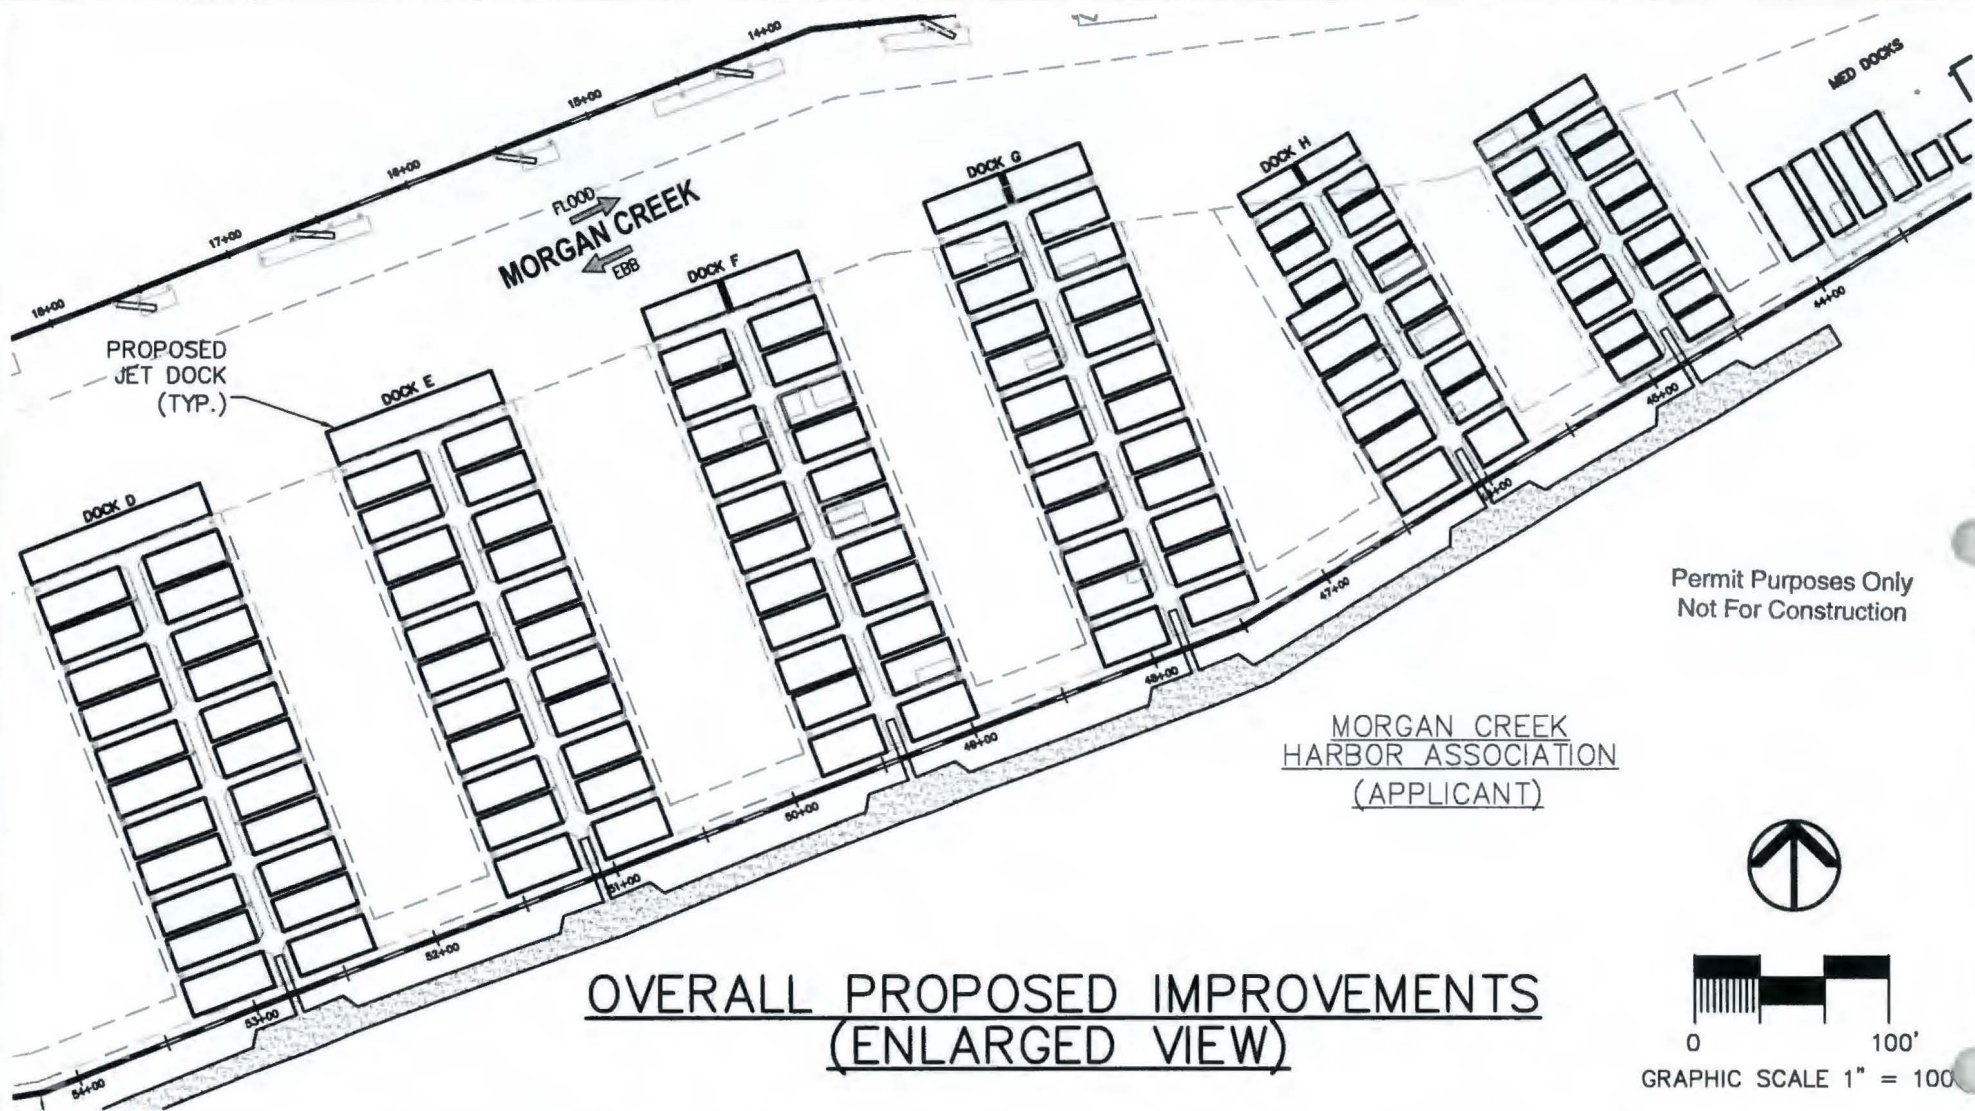 14+00
15+00
16+00
17+00
18+00
MED DOCKS
FLOOD
MORGAN CREEK
EBB
DOCK G
DOCK H
DOCK F
PROPOSED
JET DOCK
(TYP.)
DOCK E
DOCK D
44+00
45+00
47+00
48+00
49+00
50+00
51+00
52+00
53+00
54+00
Permit Purposes Only
Not For Construction
MORGAN CREEK
HARBOR ASSOCIATION
(APPLICANT)
OVERALL PROPOSED IMPROVEMENTS
(ENLARGED VIEW)
0 100'
GRAPHIC SCALE 1" = 100